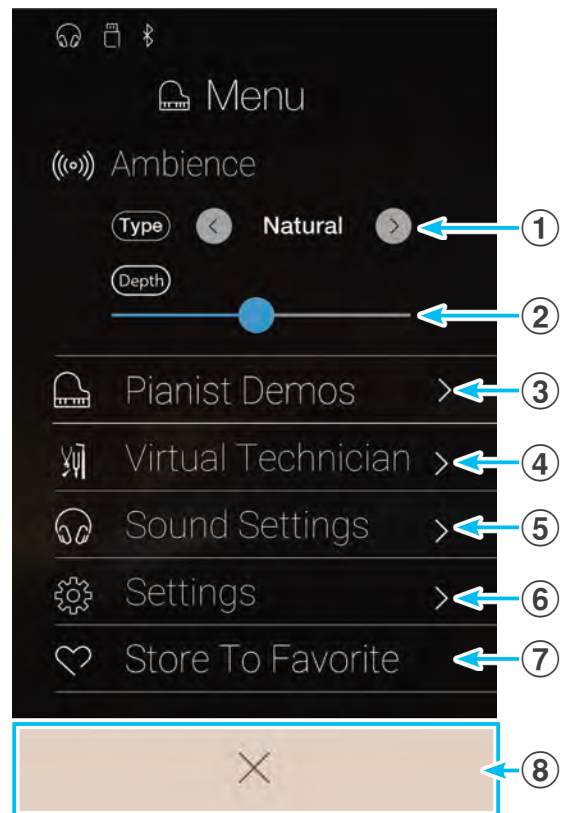 Menu
Ambience
Type < Natural > ①
Depth ②
Pianist Demos > ③
Virtual Technician > ④
Sound Settings > ⑤
Settings > ⑥
Store To Favorite ⑦
× ⑧